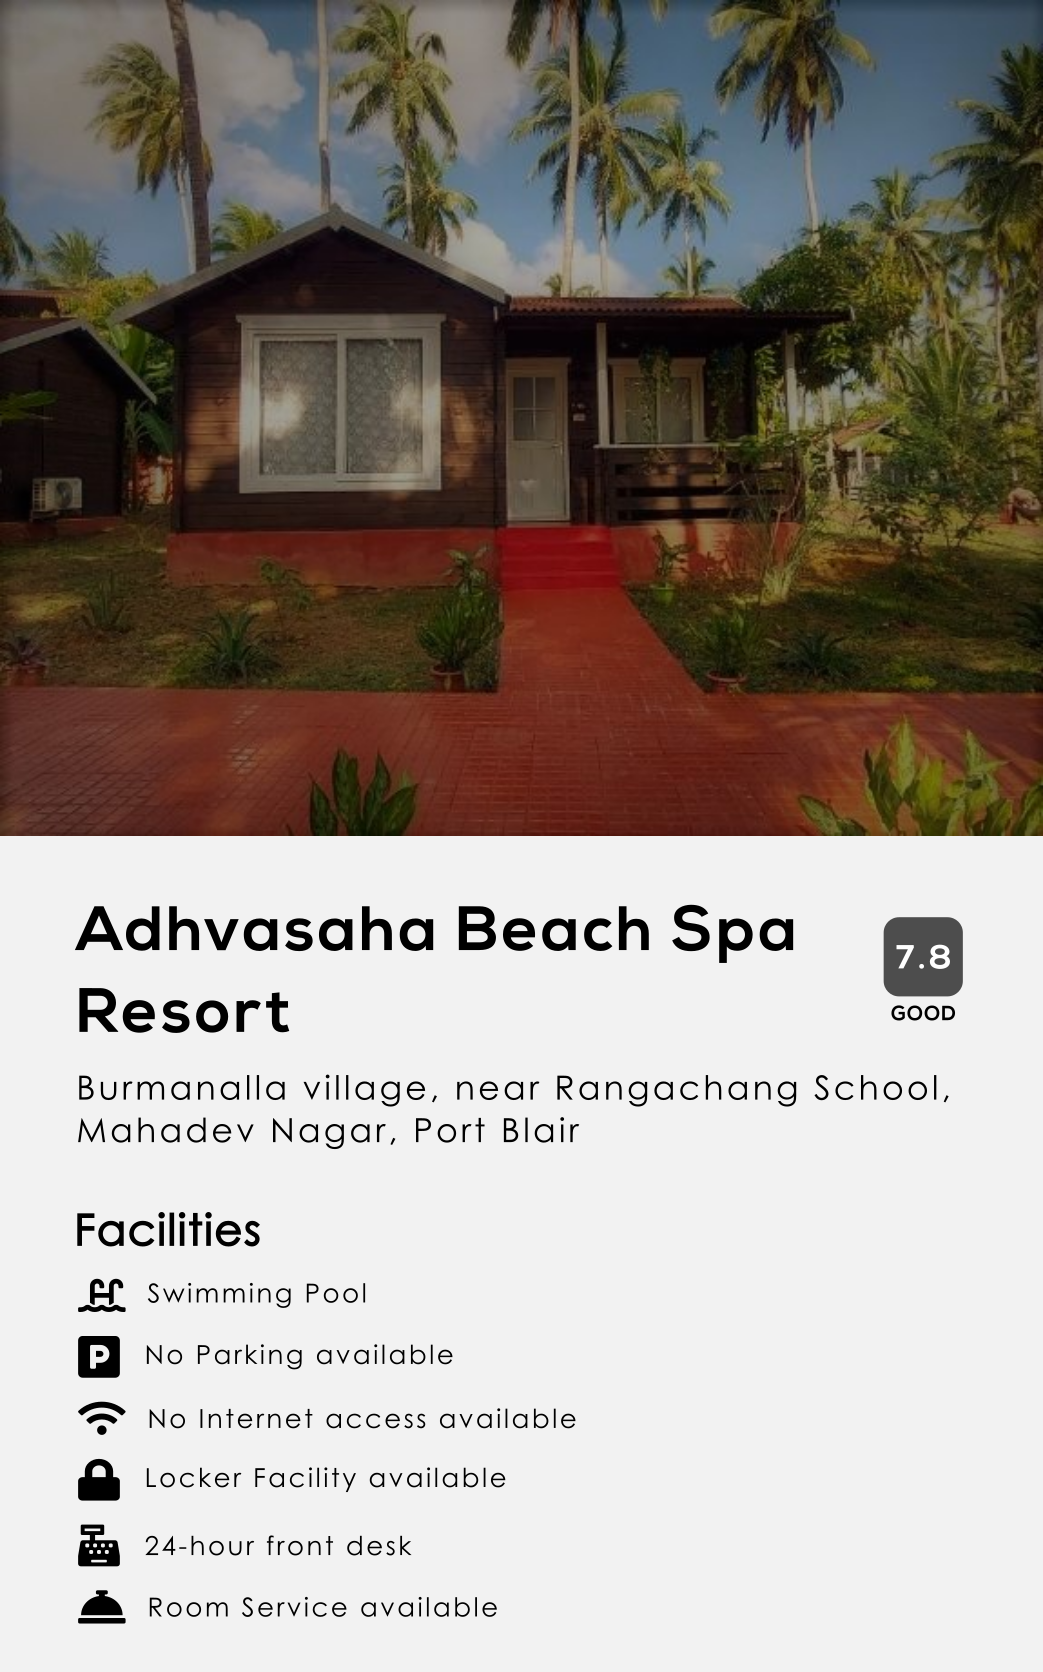 Adhvasaha Beach Spa
Resort
7.8
GOOD
Burmanalla village, near Rangachang School,
Mahadev Nagar, Port Blair
Facilities
Swimming Pool
P No Parking available
No Internet access available
Locker Facility available
24-hour front desk
Room Service available